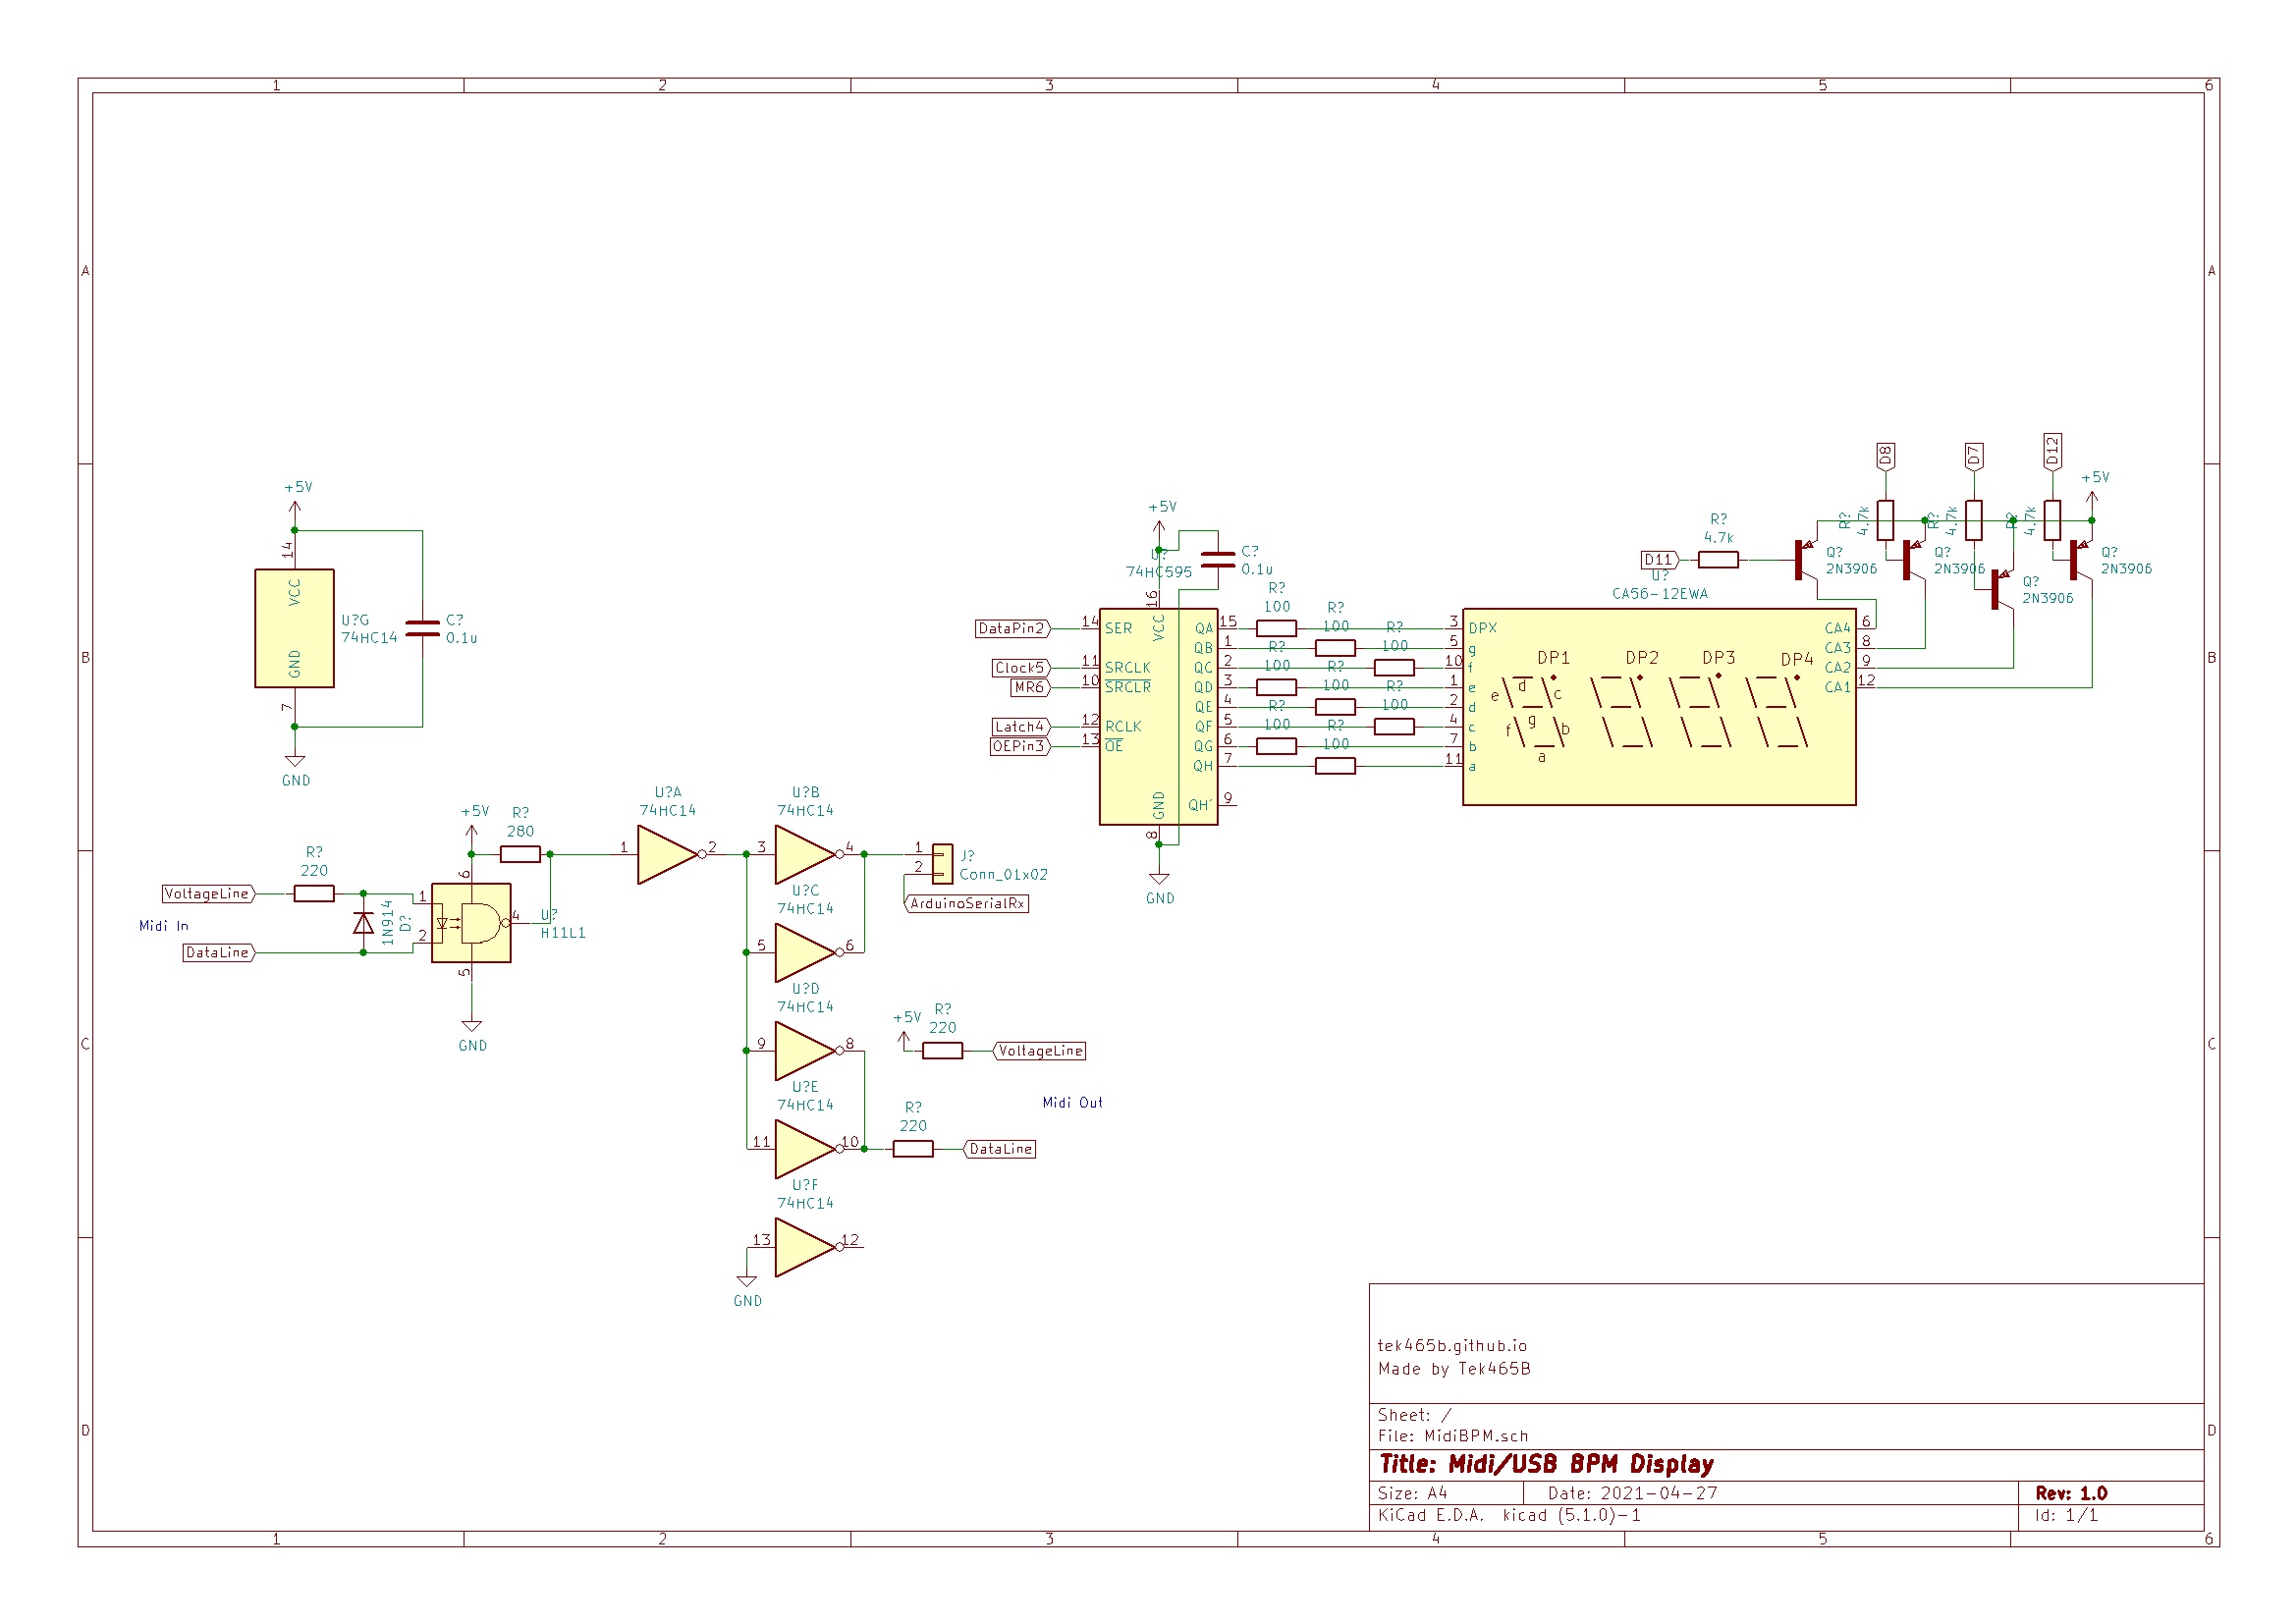 1 2 3 4 5 6
A A
B B
C C
D D
1 2 3 4 5 6
+5V
14
VCC
GND
7
U?G
74HC14
C?
0.1u
GND
VoltageLine
Midi In
DataLine
R?
220
1N914
D?
+5V
R?
280
1
2
6
5
4
U?
H11L1
GND
U?A
74HC14
1 2
U?B
74HC14
3 4
U?C
74HC14
5 6
U?D
74HC14
9 8
U?E
74HC14
11 10
U?F
74HC14
13 12
GND
1
2
J?
Conn_01x02
ArduinoSerialRx
+5V
R?
220
VoltageLine
Midi Out
R?
220
DataLine
+5V
U?
74HC595
C?
0.1u
16
VCC
DataPin2 14 SER
Clock5 11 SRCLK
MR6 10 SRCLR
Latch4 12 RCLK
OEPin3 13 OE
QA 15
QB 1
QC 2
QD 3
QE 4
QF 5
QG 6
QH 7
QH' 9
GND
8
GND
R?
100
R?
100
R?
100
R?
100
R?
100
R?
100
R?
100
R?
100
U?
CA56-12EWA
3 DPX
5 g
10 f
1 e
2 d
4 c
7 b
11 a
DP1 DP2 DP3 DP4
e d c
f g b
a
CA4 6
CA3 8
CA2 9
CA1 12
D11
R?
4.7k
D8
R?
4.7k
D7
R?
4.7k
D12
R?
4.7k
+5V
Q?
2N3906
Q?
2N3906
Q?
2N3906
Q?
2N3906
tek465b.github.io
Made by Tek465B
Sheet: /
File: MidiBPM.sch
Title: Midi/USB BPM Display
Size: A4 Date: 2021-04-27 Rev: 1.0
KiCad E.D.A. kicad (5.1.0)-1 Id: 1/1